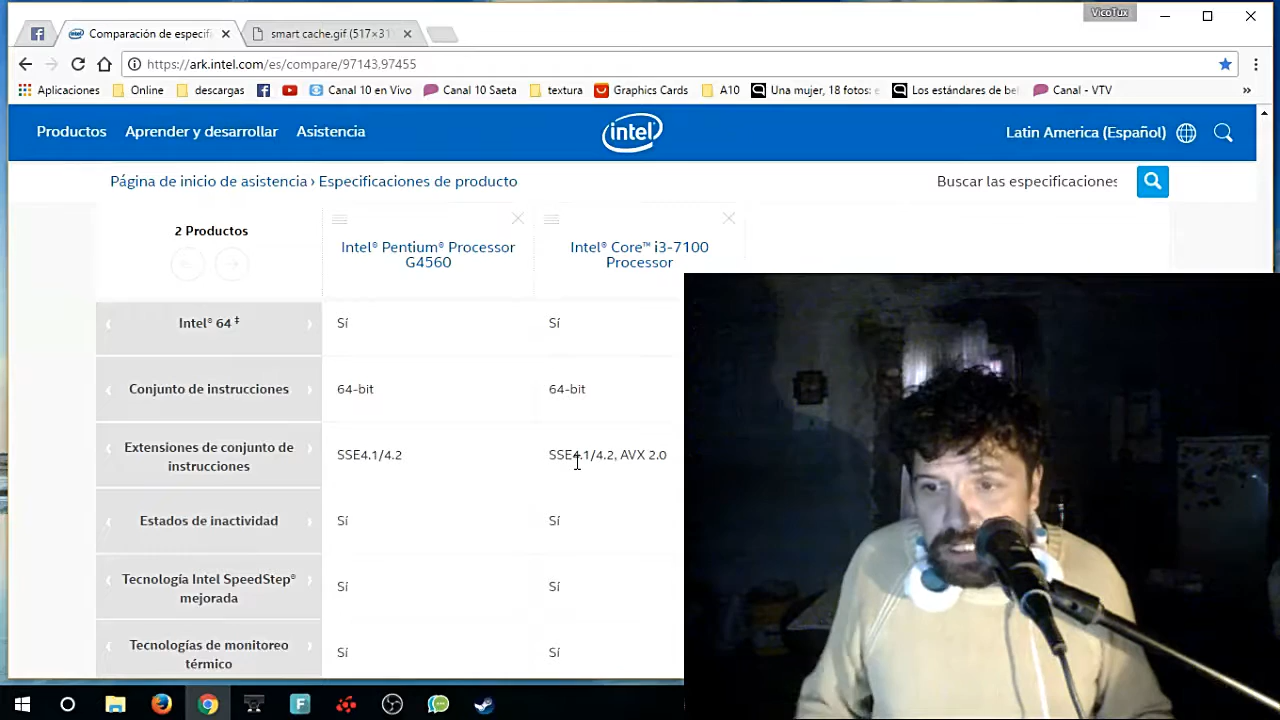 VicoTux
Comparación de especifi
smart cache.gif (517×31
https://ark.intel.com/es/compare/97143,97455
Aplicaciones
Online
descargas
Canal 10 en Vivo
Canal 10 Saeta
textura
Graphics Cards
A10
Una mujer, 18 fotos: e
Los estándares de bel
Canal - VTV
»
Productos
Aprender y desarrollar
Asistencia
intel
Latin America (Español)
Página de inicio de asistencia › Especificaciones de producto
Buscar las especificaciones
2 Productos
Intel® Pentium® Processor
G4560
Intel® Core™ i3-7100
Processor
Intel® 64 ‡
Sí
Sí
Conjunto de instrucciones
64-bit
64-bit
Extensiones de conjunto de
instrucciones
SSE4.1/4.2
SSE4.1/4.2, AVX 2.0
Estados de inactividad
Sí
Sí
Tecnología Intel SpeedStep®
mejorada
Sí
Sí
Tecnologías de monitoreo
térmico
Sí
Sí